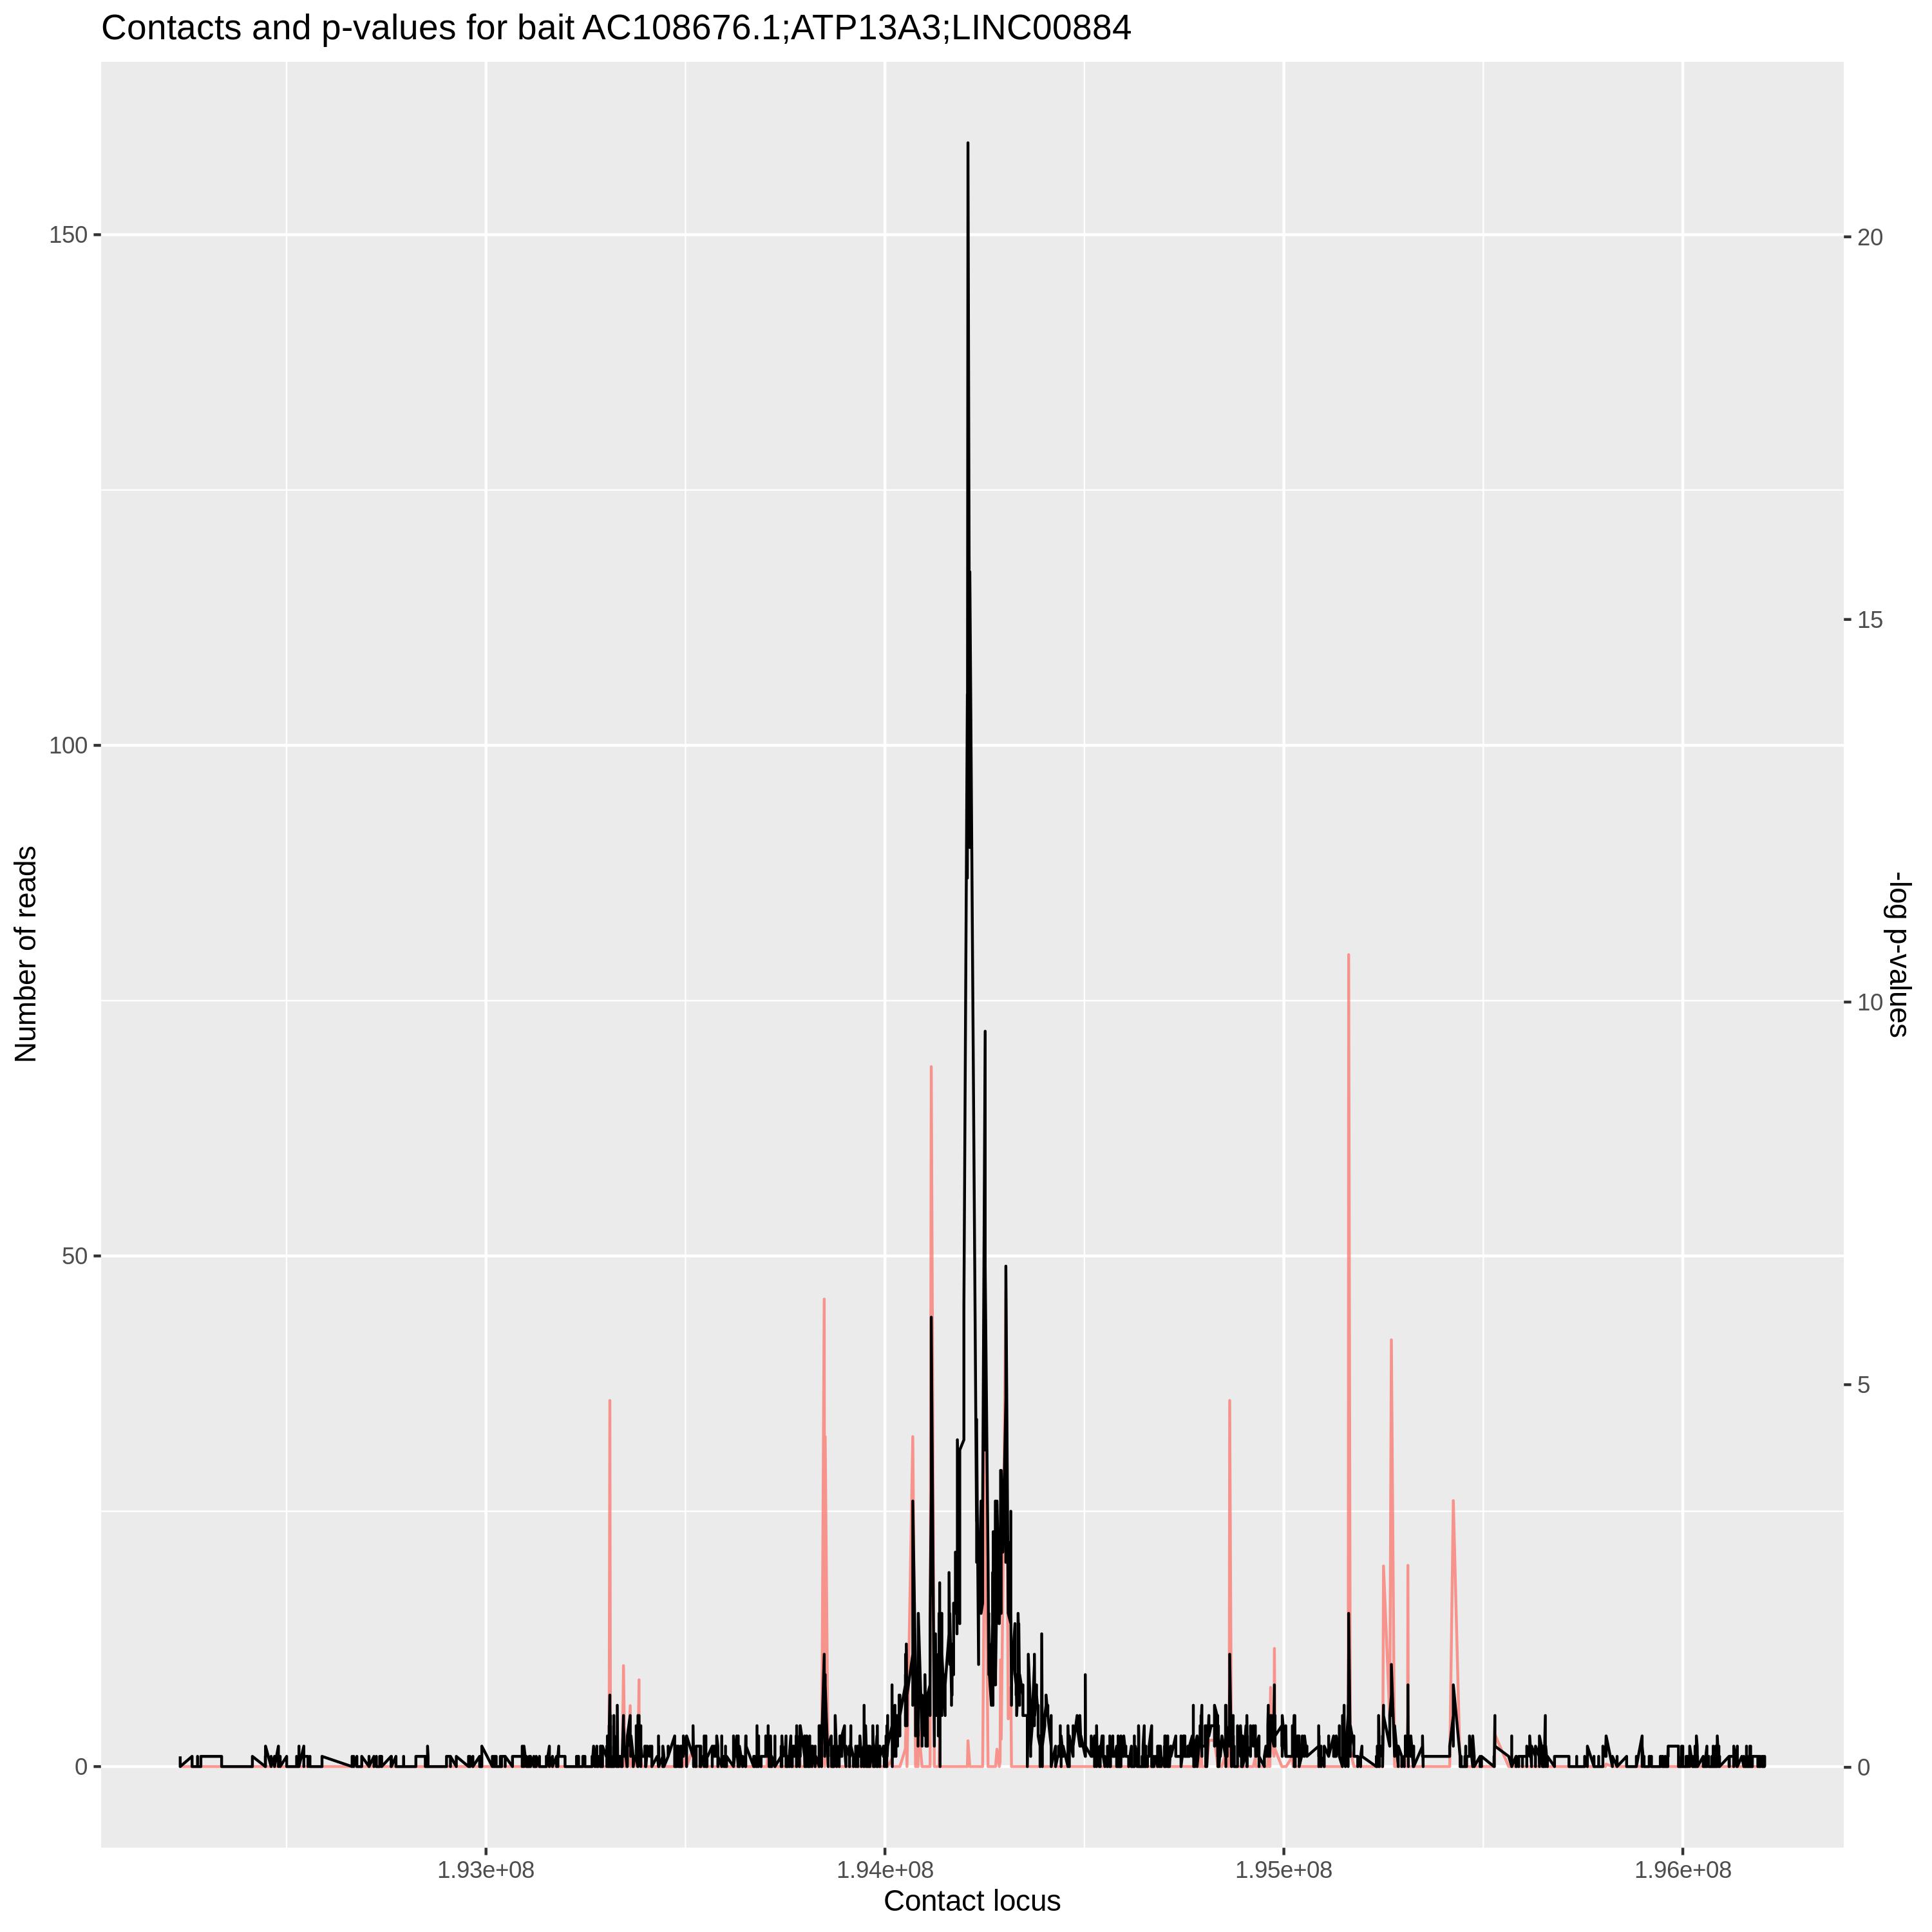 Contacts and p-values for bait AC108676.1;ATP13A3;LINC00884
150
100
50
0
Number of reads
20
15
10
5
0
-log p-values
1.93e+08
1.94e+08
1.95e+08
1.96e+08
Contact locus